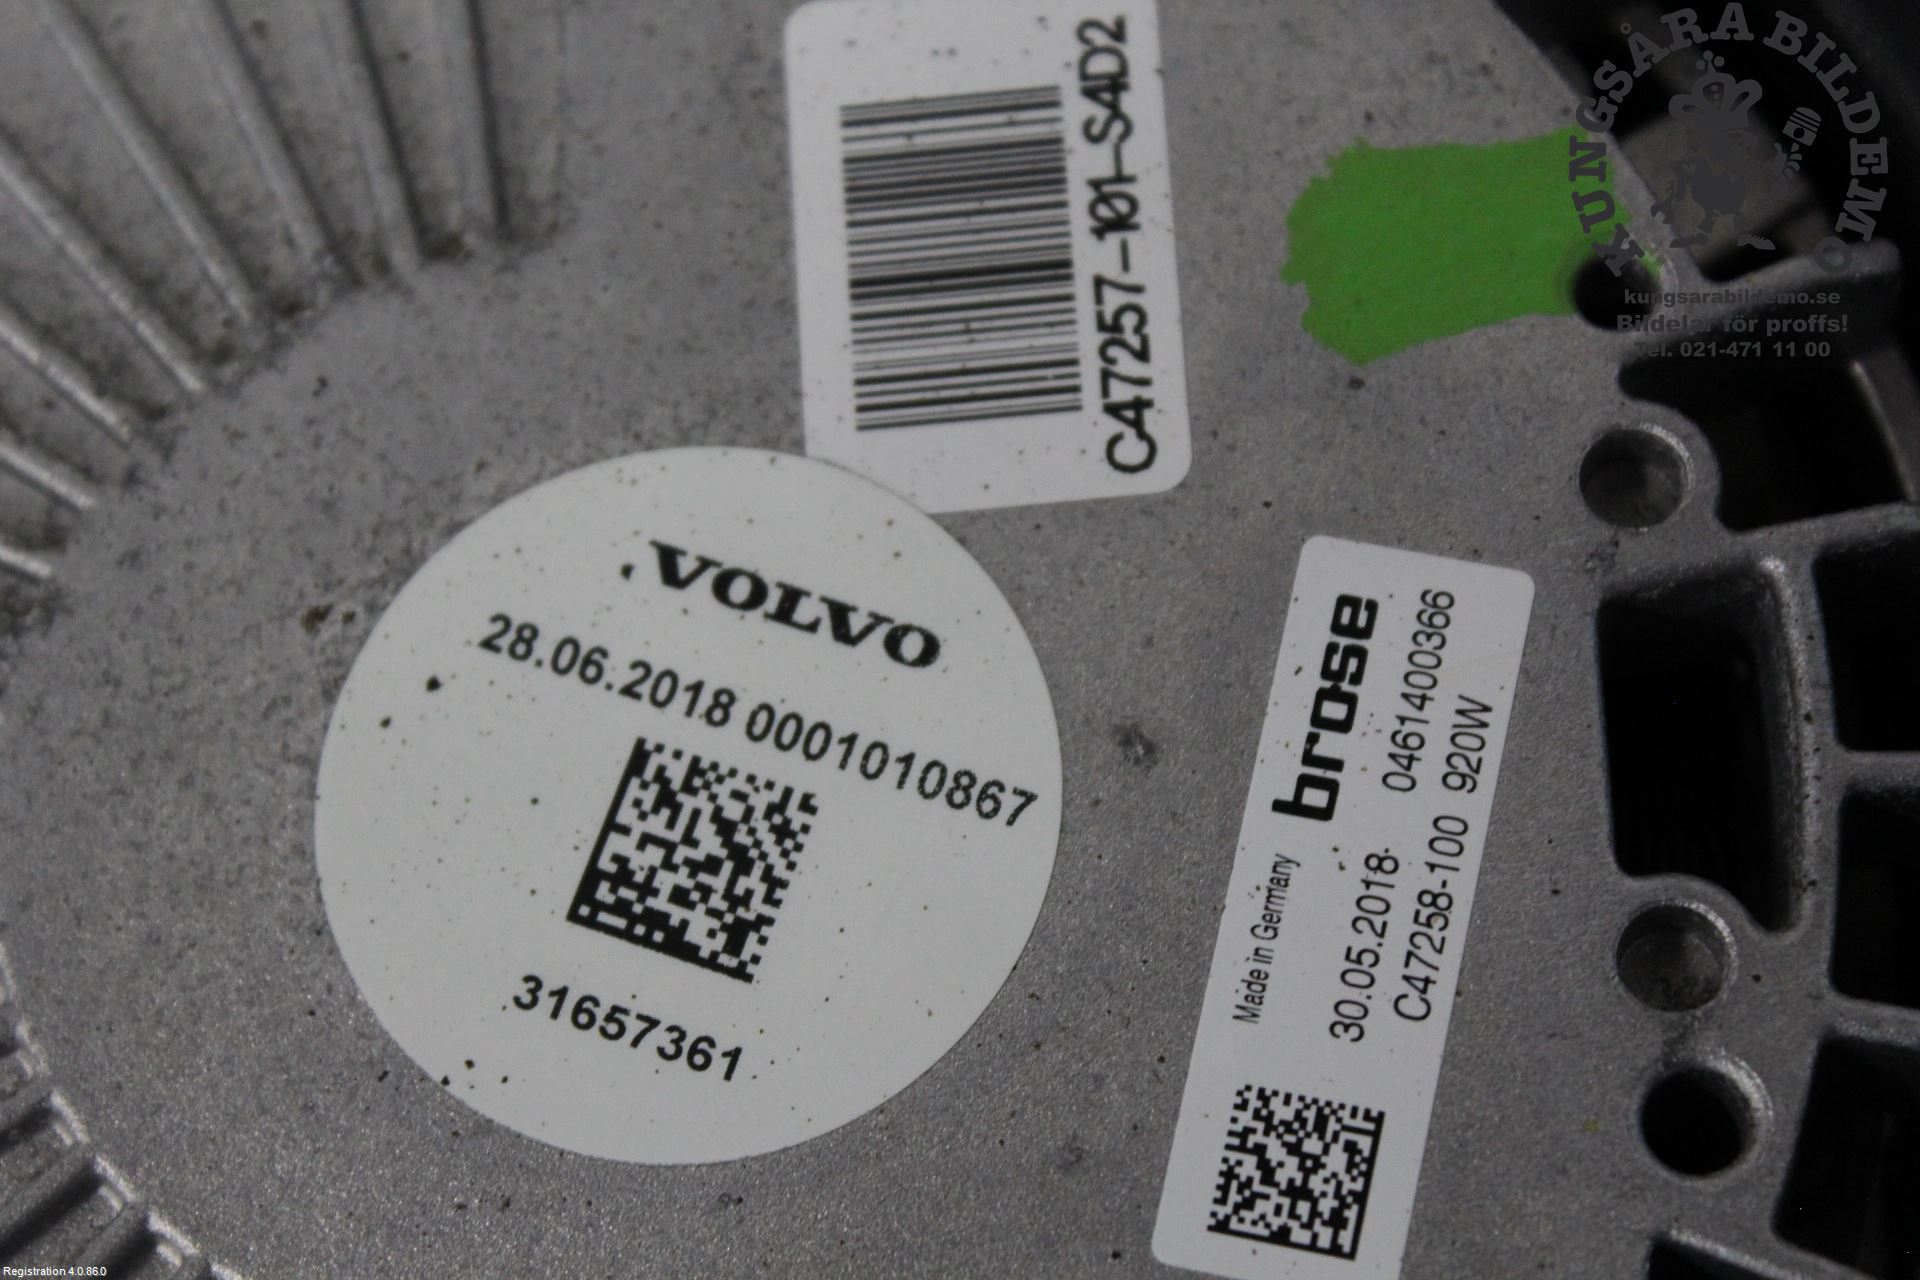 C47257-101-S4D2
VOLVO
28.06.2018 0001010867
31657361
Made in Germany
brose
30.05.2018 0461400366
C47258-100 920W
KUNGSÅRA BILDEMO
kungsarabildemo.se
Bildelar för proffs!
Tel. 021-471 11 00
Registration 4.0.86.0